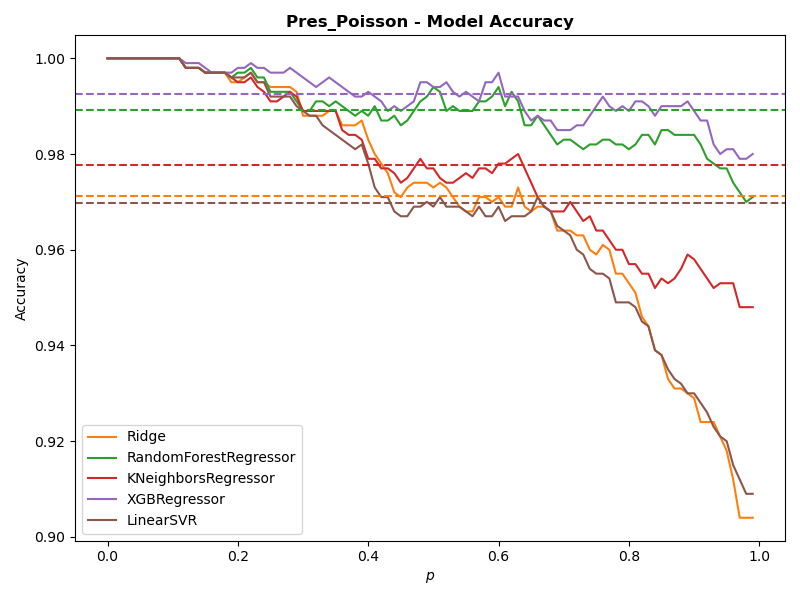 Pres_Poisson - Model Accuracy
1.00
0.98
0.96
0.94
0.92
0.90
Accuracy
Ridge
RandomForestRegressor
KNeighborsRegressor
XGBRegressor
LinearSVR
0.0 0.2 0.4 0.6 0.8 1.0
p